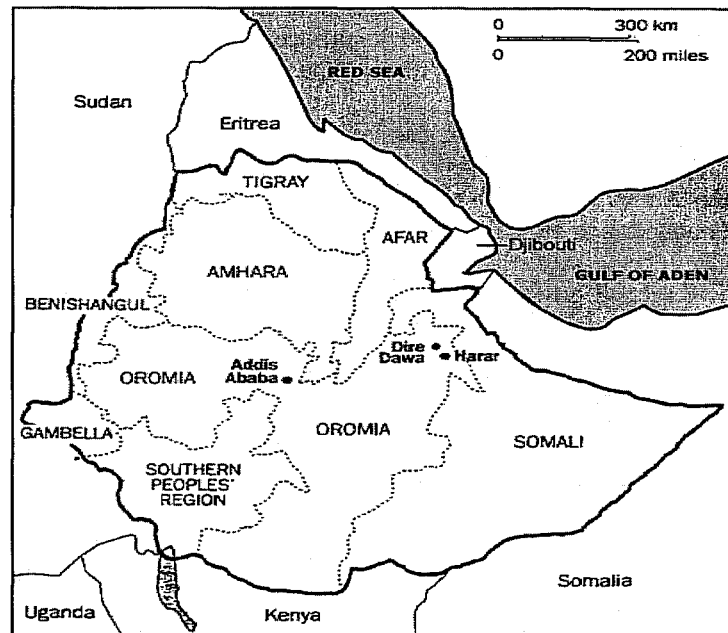 0 300 km
0 200 miles
RED SEA
Sudan
Eritrea
TIGRAY
AFAR
Djibouti
AMHARA
GULF OF ADEN
BENISHANGUL
Dire
Dawa
Harar
Addis
Ababa
OROMIA
OROMIA
GAMBELLA
SOMALI
SOUTHERN
PEOPLES'
REGION
Somalia
Uganda
Kenya